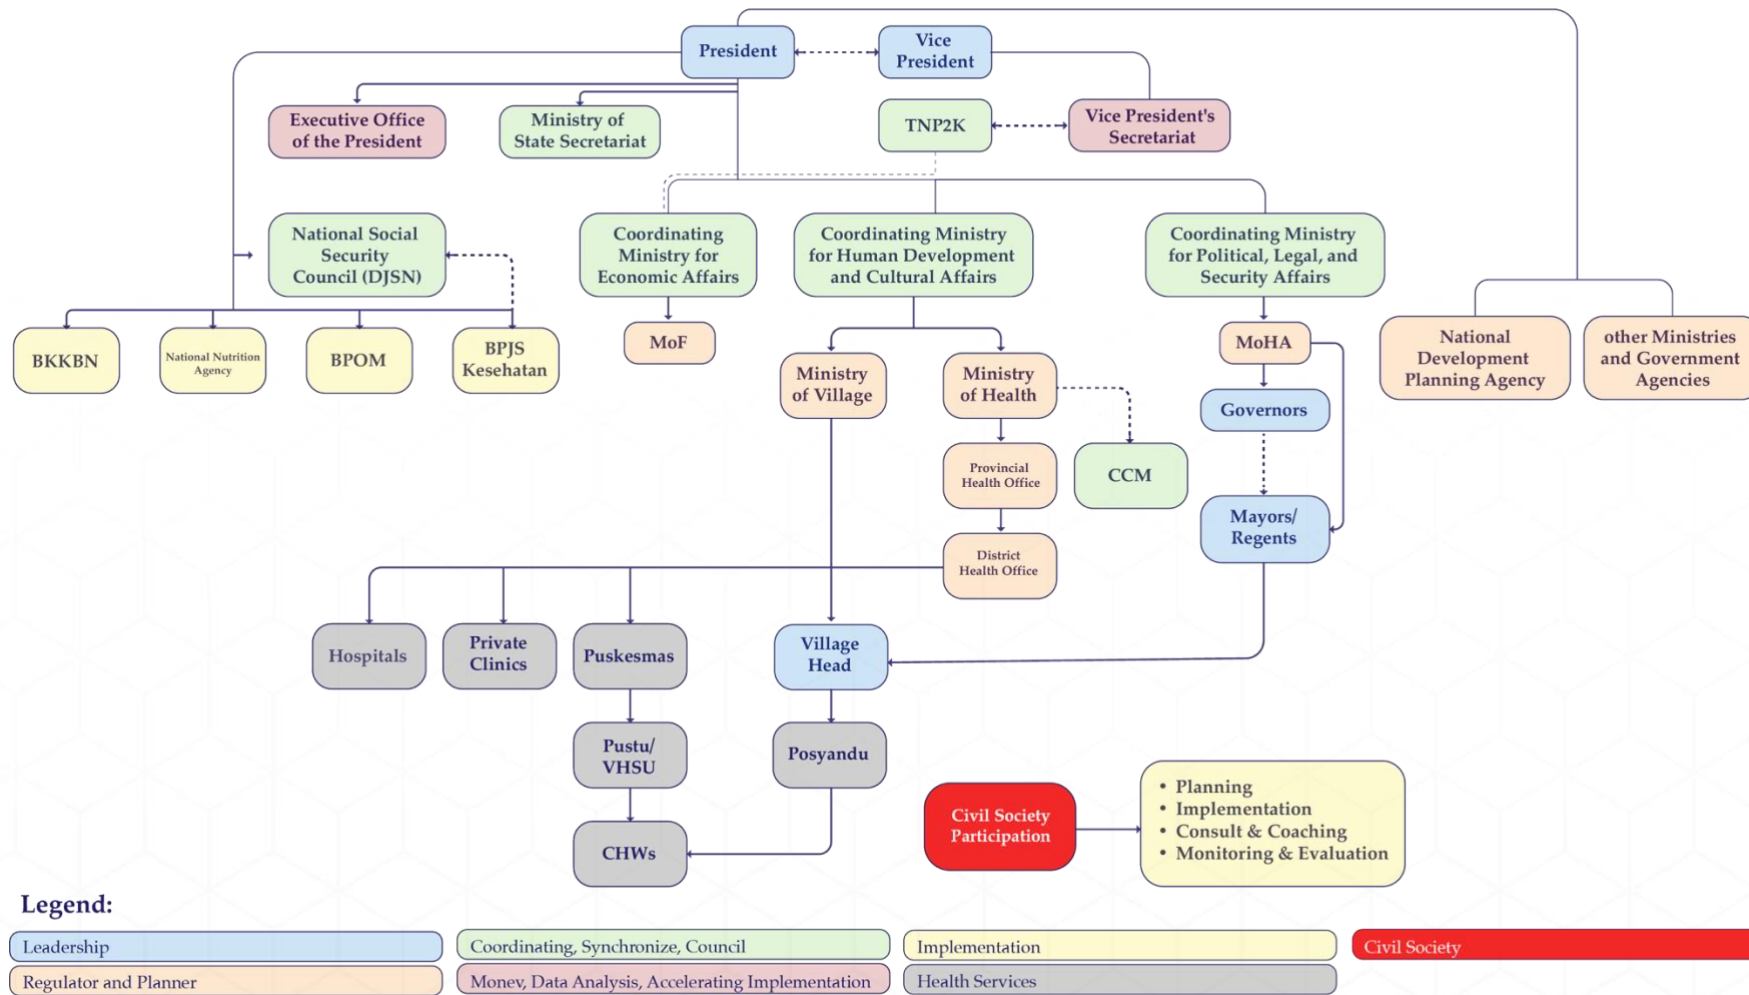 President
Vice
President
Executive Office
of the President
Ministry of
State Secretariat
TNP2K
Vice President's
Secretariat
National Social
Security
Council (DJSN)
Coordinating
Ministry for
Economic Affairs
Coordinating Ministry
for Human Development
and Cultural Affairs
Coordinating Ministry
for Political, Legal, and
Security Affairs
BKKBN
National Nutrition
Agency
BPOM
BPJS
Kesehatan
MoF
Ministry
of Village
Ministry
of Health
MoHA
National
Development
Planning Agency
other Ministries
and Government
Agencies
Governors
Provincial
Health Office
CCM
Mayors/
Regents
District
Health Office
Hospitals
Private
Clinics
Puskesmas
Village
Head
Pustu/
VHSU
Posyandu
CHWs
Civil Society
Participation
• Planning
• Implementation
• Consult & Coaching
• Monitoring & Evaluation
Legend:
Leadership
Coordinating, Synchronize, Council
Implementation
Civil Society
Regulator and Planner
Monev, Data Analysis, Accelerating Implementation
Health Services